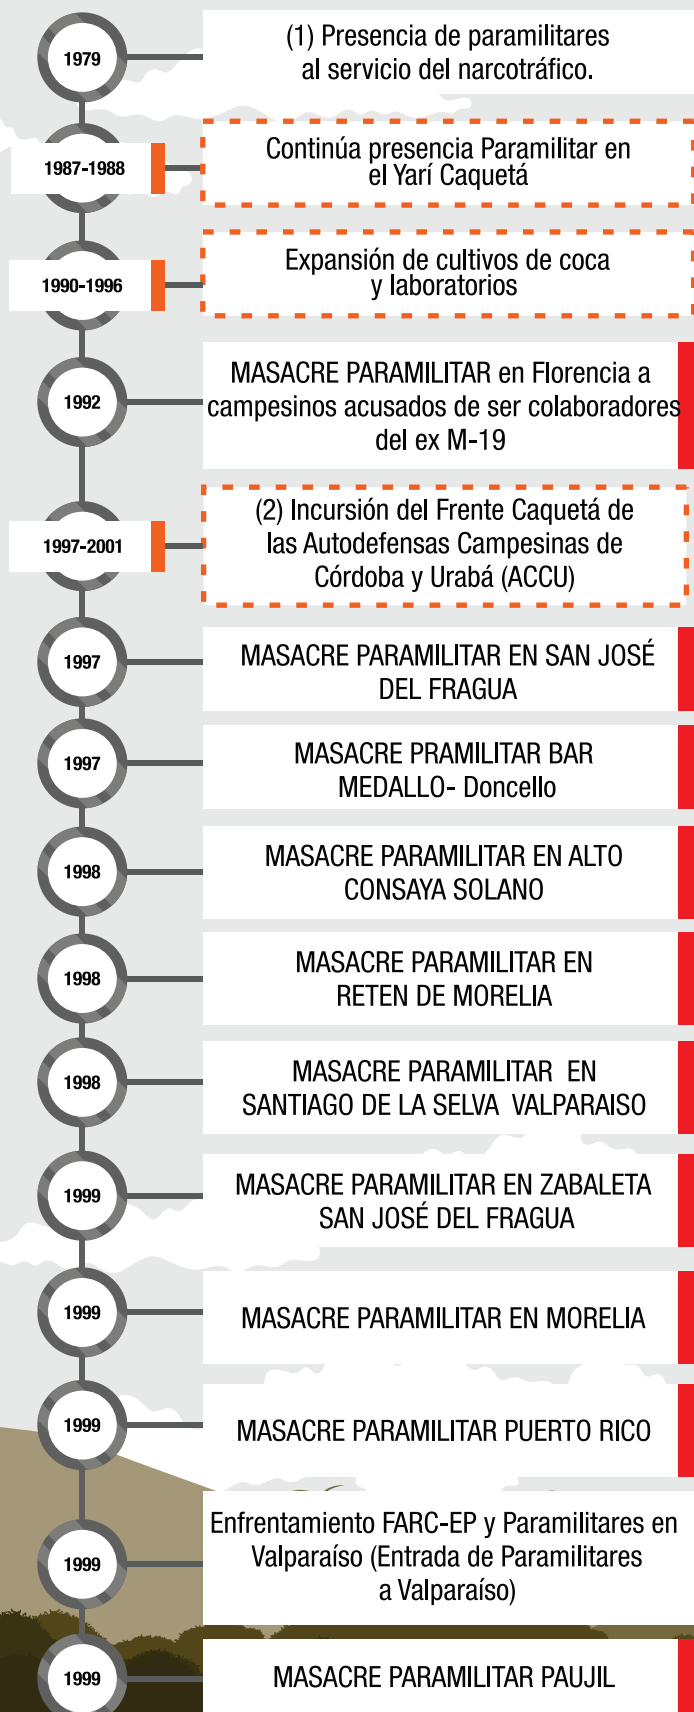 1979
(1) Presencia de paramilitares
al servicio del narcotráfico.
1987-1988
Continúa presencia Paramilitar en
el Yarí Caquetá
1990-1996
Expansión de cultivos de coca
y laboratorios
1992
MASACRE PARAMILITAR en Florencia a
campesinos acusados de ser colaboradores
del ex M-19
1997-2001
(2) Incursión del Frente Caquetá de
las Autodefensas Campesinas de
Córdoba y Urabá (ACCU)
1997
MASACRE PARAMILITAR EN SAN JOSÉ
DEL FRAGUA
1997
MASACRE PRAMILITAR BAR
MEDALLO- Doncello
1998
MASACRE PARAMILITAR EN ALTO
CONSAYA SOLANO
1998
MASACRE PARAMILITAR EN
RETEN DE MORELIA
1998
MASACRE PARAMILITAR  EN
SANTIAGO DE LA SELVA  VALPARAISO
1999
MASACRE PARAMILITAR EN ZABALETA
SAN JOSÉ DEL FRAGUA
1999
MASACRE PARAMILITAR EN MORELIA
1999
MASACRE PARAMILITAR PUERTO RICO
1999
Enfrentamiento FARC-EP y Paramilitares en
Valparaíso (Entrada de Paramilitares
a Valparaíso)
1999
MASACRE PARAMILITAR PAUJIL